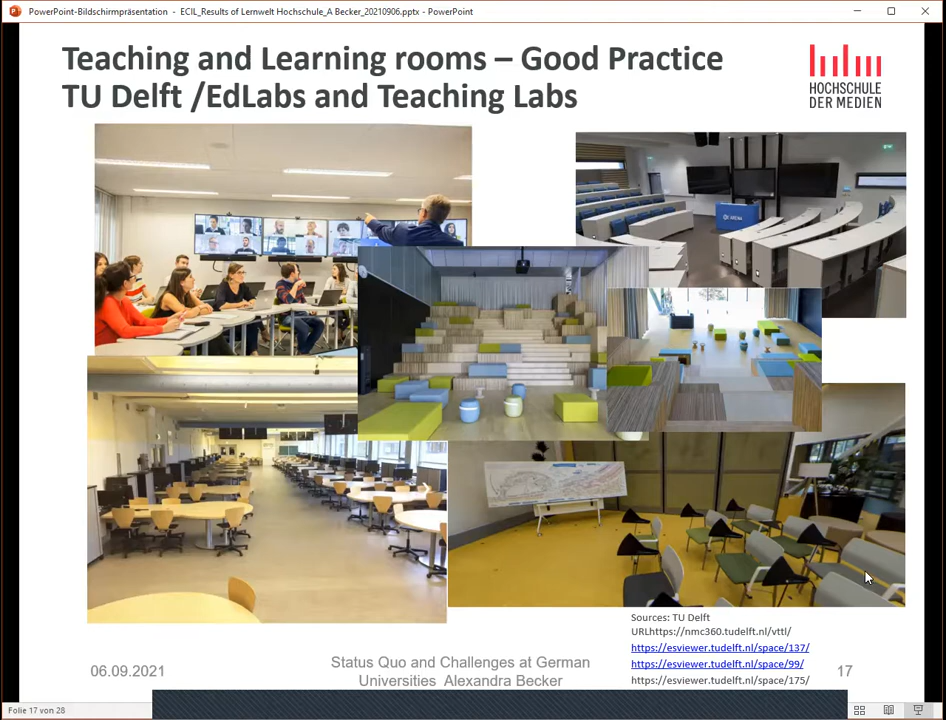 PowerPoint-Bildschirmpräsentation - ECIL_Results of Lernwelt Hochschule_A Becker_20210906.pptx - PowerPoint
Teaching and Learning rooms – Good Practice
TU Delft /EdLabs and Teaching Labs
HOCHSCHULE
DER MEDIEN
Sources: TU Delft
URLhttps://nmc360.tudelft.nl/vttl/
https://esviewer.tudelft.nl/space/137/
https://esviewer.tudelft.nl/space/99/
https://esviewer.tudelft.nl/space/175/
06.09.2021
Status Quo and Challenges at German
Universities Alexandra Becker
17
Folie 17 von 28